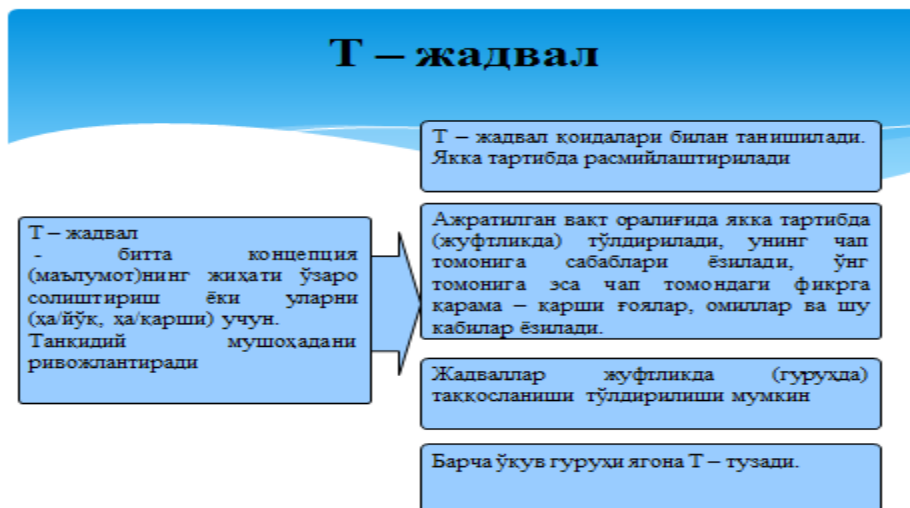 Т – жадвал
Т – жадвал
- битта концепция
(маълумот)нинг жиҳати ўзаро
солиштириш ёки уларни
(ҳа/йўқ, ҳа/қарши) учун.
Танқидий мушоҳадани
ривожлантиради
Т – жадвал қоидалари билан танишилади.
Якка тартибда расмийлаштирилади
Ажратилган вақт оралиғида якка тартибда
(жуфтликда) тўлдирилади, унинг чап
томонига сабаблари ёзилади, ўнг
томонига эса чап томондаги фикрга
қарама – қарши ғоялар, омиллар ва шу
кабилар ёзилади.
Жадваллар жуфтликда (гуруҳда)
таққосланиши тўлдирилиши мумкин
Барча ўқув гуруҳи ягона Т – тузади.